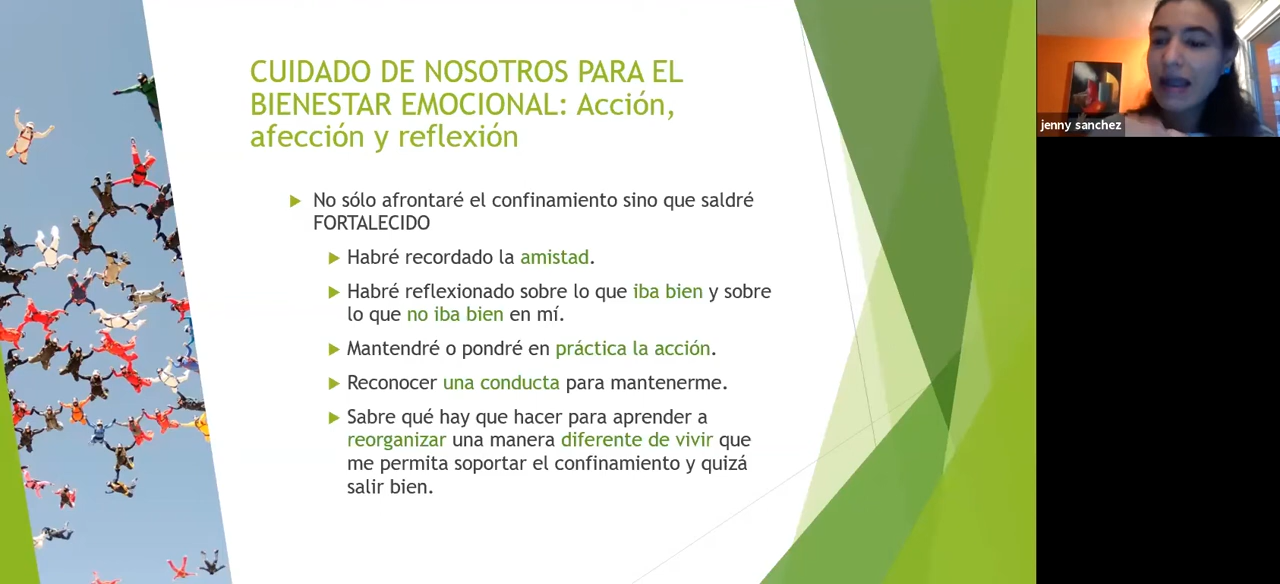 CUIDADO DE NOSOTROS PARA EL
BIENESTAR EMOCIONAL: Acción,
afección y reflexión
No sólo afrontaré el confinamiento sino que saldré
FORTALECIDO
Habré recordado la amistad.
Habré reflexionado sobre lo que iba bien y sobre
lo que no iba bien en mí.
Mantendré o pondré en práctica la acción.
Reconocer una conducta para mantenerme.
Sabre qué hay que hacer para aprender a
reorganizar una manera diferente de vivir que
me permita soportar el confinamiento y quizá
salir bien.
jenny sanchez